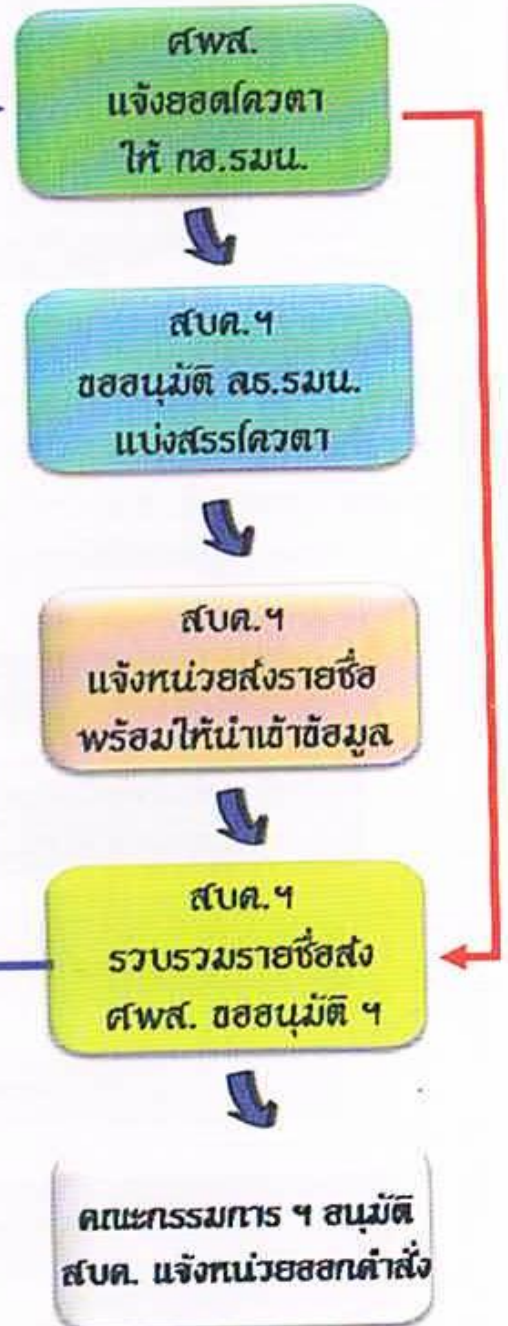 ศพส.
แจ้งยอดโควตา
ให้ กอ.รมน.
สบค.ฯ
ขออนุมัติ ลธ.รมน.
แบ่งสรรโควตา
สบค.ฯ
แจ้งหน่วยส่งรายชื่อ
พร้อมให้นำเข้าข้อมูล
สบค.ฯ
รวบรวมรายชื่อส่ง
ศพส. ขออนุมัติ ฯ
คณะกรรมการ ฯ อนุมัติ
สบค. แจ้งหน่วยออกคำสั่ง